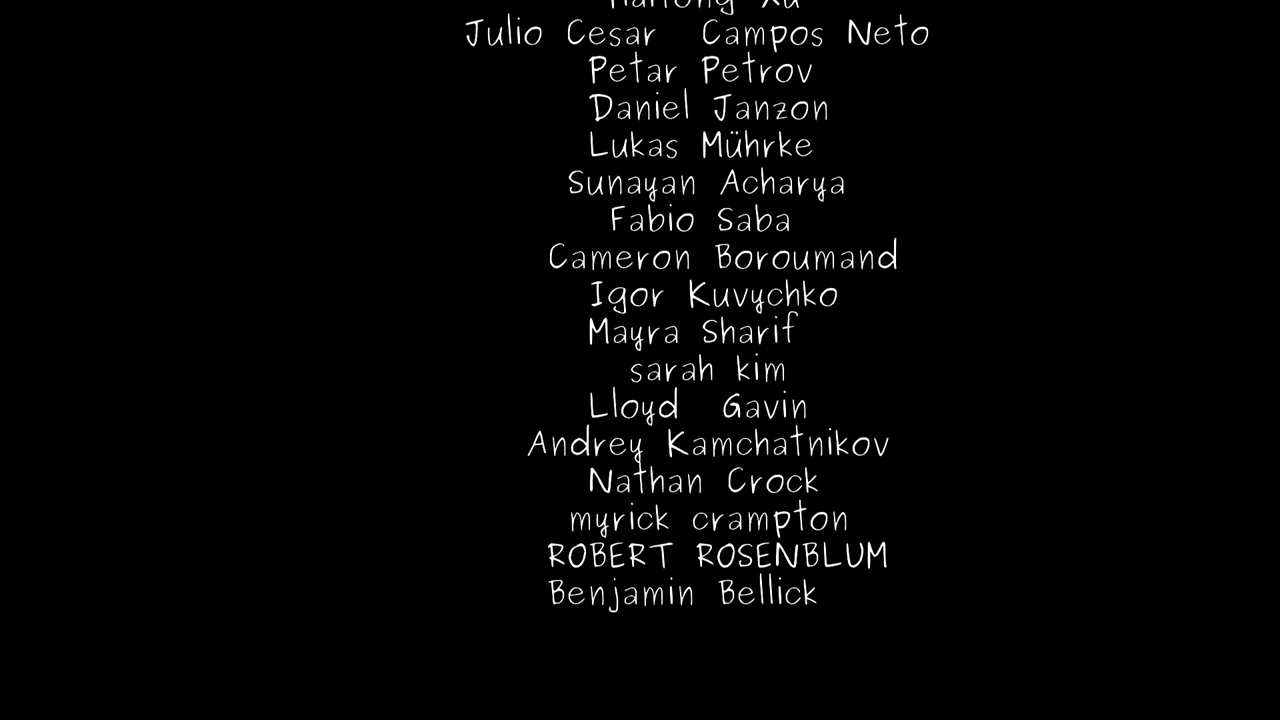 Xu
Julio Cesar  Campos Neto
Petar Petrov
Daniel Janzon
Lukas Mührke
Sunayan Acharya
Fabio Saba
Cameron Boroumand
Igor Kuvychko
Mayra Sharif
sarah kim
Lloyd  Gavin
Andrey Kamchatnikov
Nathan Crock
myrick crampton
ROBERT ROSENBLUM
Benjamin Bellick